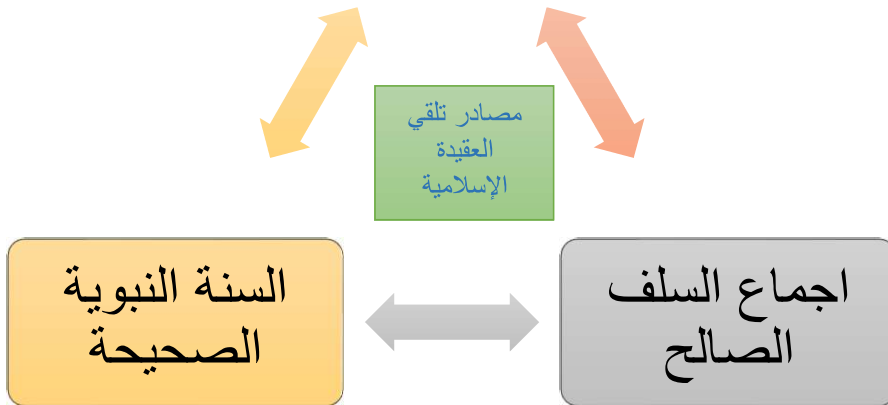 مصادر تلقي
العقيدة
الإسلامية
اجماع السلف
الصالح
السنة النبوية
الصحيحة